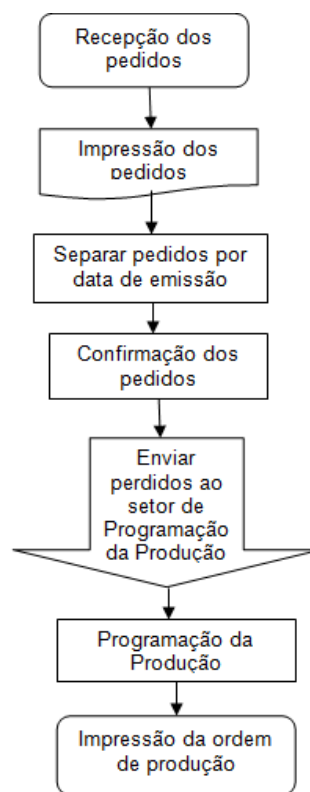 Recepção dos
pedidos
Impressão dos
pedidos
Separar pedidos por
data de emissão
Confirmação dos
pedidos
Enviar
perdidos ao
setor de
Programação
da Produção
Programação da
Produção
Impressão da ordem
de produção